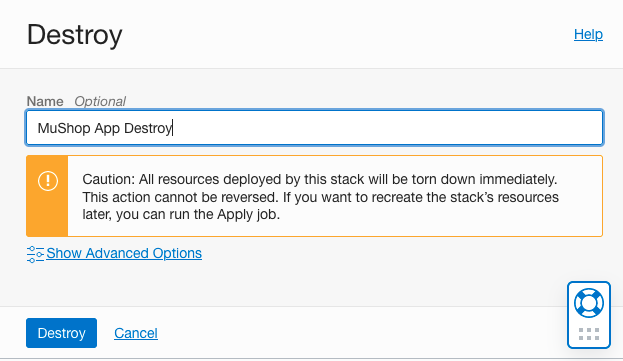 Destroy
Help
Name Optional
MuShop App Destroy
Caution: All resources deployed by this stack will be torn down immediately.
This action cannot be reversed. If you want to recreate the stack's resources
later, you can run the Apply job.
Show Advanced Options
Destroy Cancel